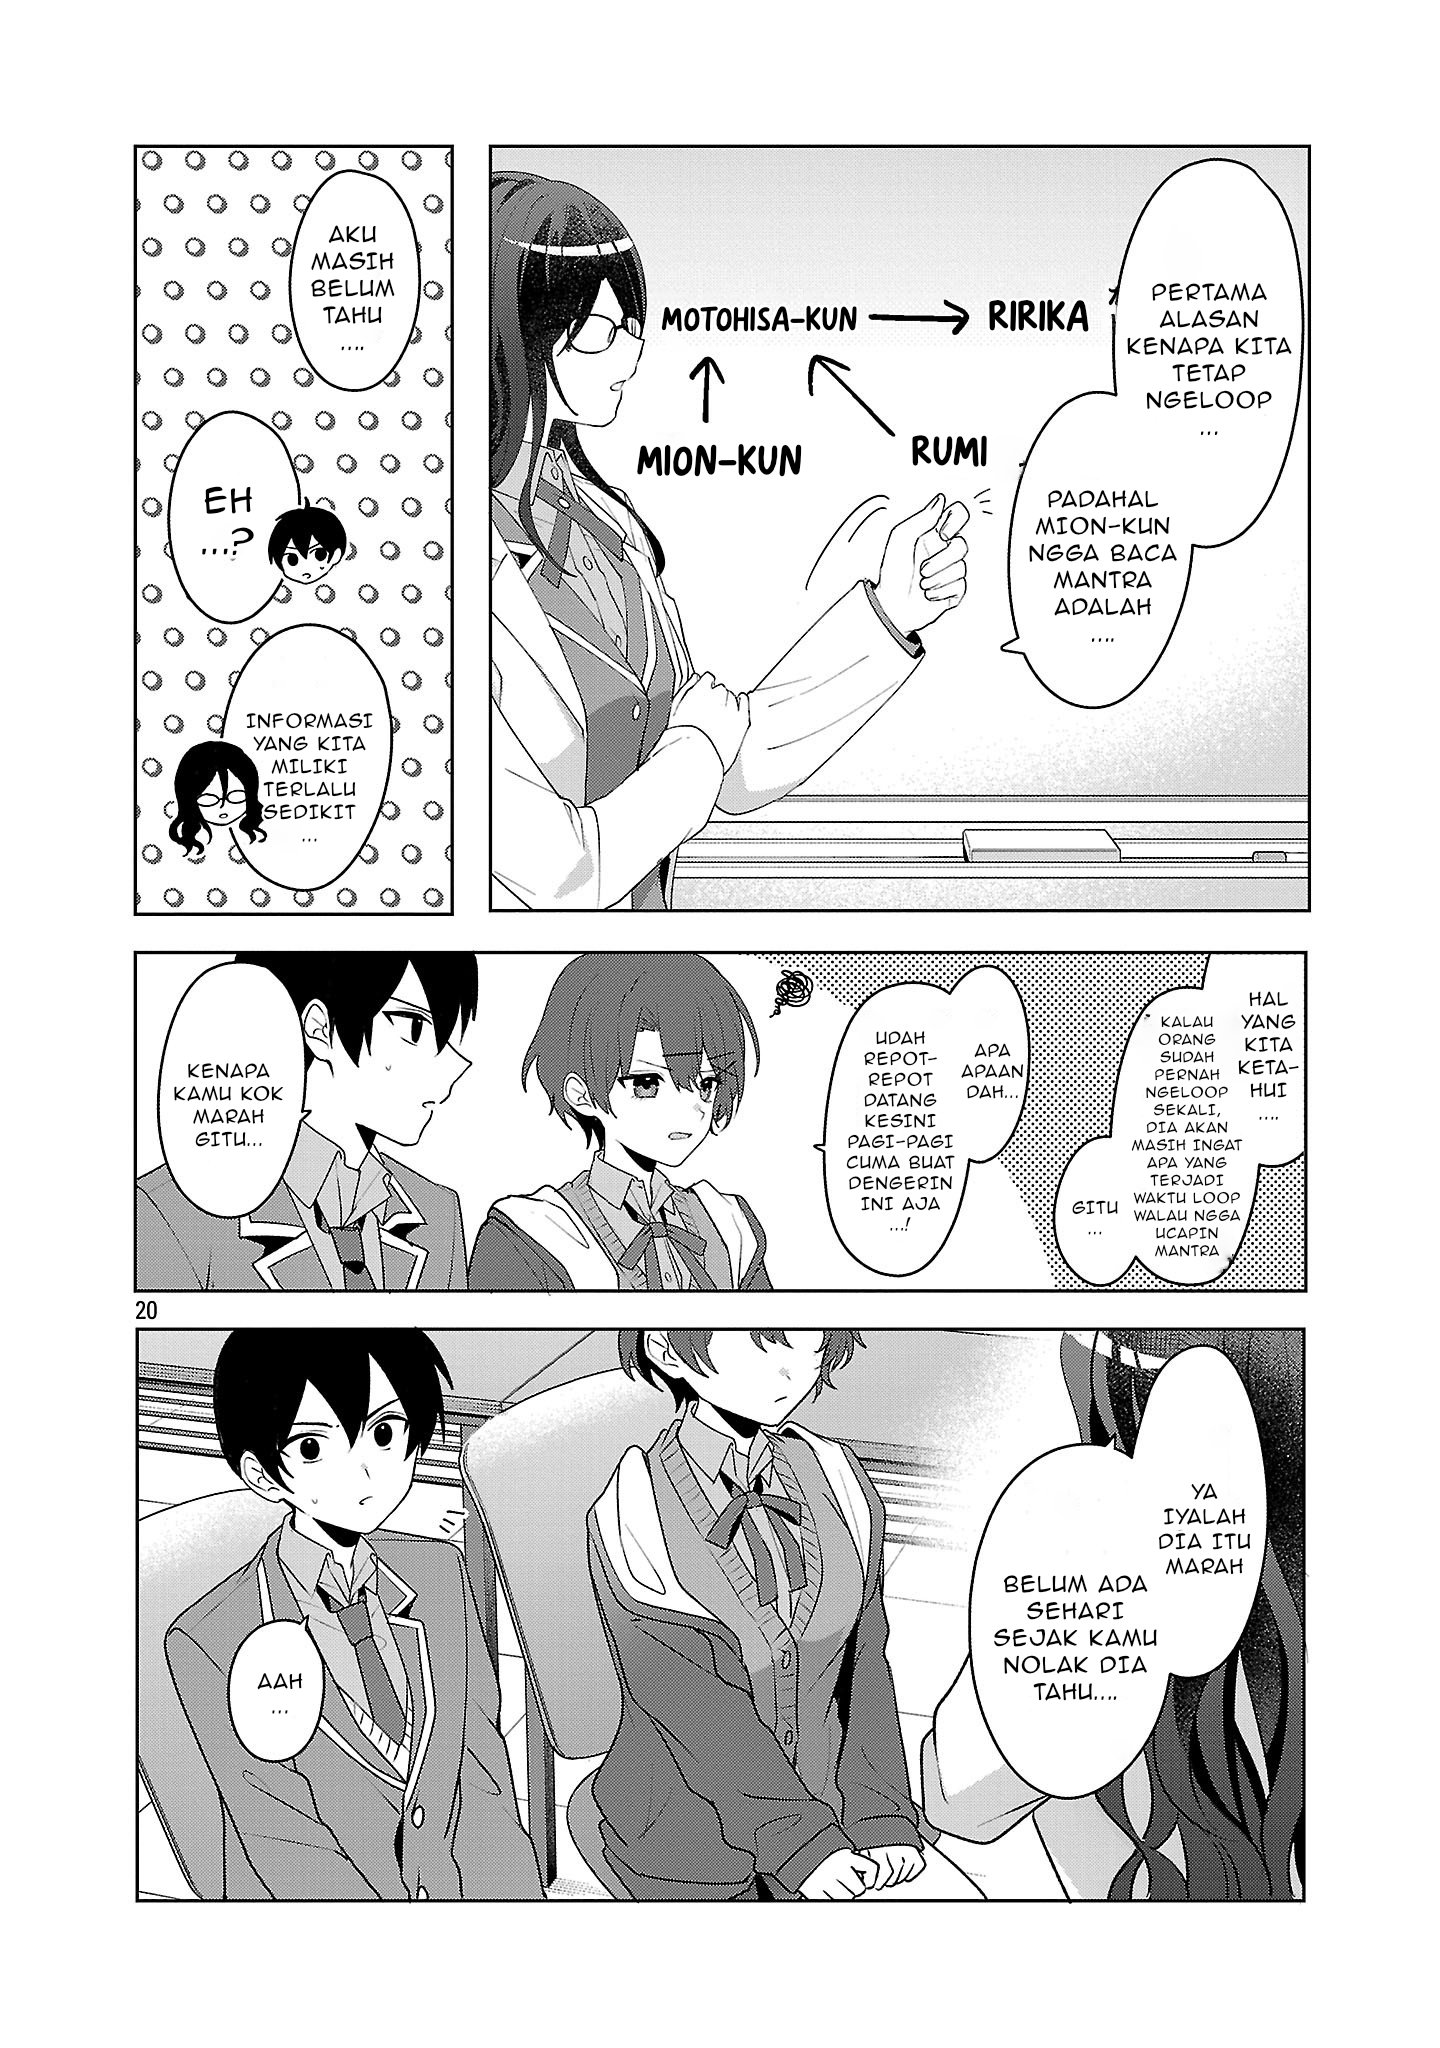 PERTAMA
ALASAN
KENAPA KITA
TETAP
NGELOOP
...
PADAHAL
MION-KUN
NGGA BACA
MANTRA
ADALAH
....
MOTOHISA-KUN
RIRIKA
MION-KUN
RUMI
AKU
MASIH
BELUM
TAHU
....
EH
...?
INFORMASI
YANG KITA
MILIKI
TERLALU
SEDIKIT
...
HAL
YANG
KITA
KETA-
HUI
....
KALAU
ORANG
SUDAH
PERNAH
NGELOOP
SEKALI,
DIA AKAN
MASIH INGAT
APA YANG
TERJADI
WAKTU LOOP
WALAU NGGA
UCAPIN
MANTRA
GITU
...
APA
APAAN
DAH...
UDAH
REPOT-
REPOT
DATANG
KESINI
PAGI-PAGI
CUMA BUAT
DENGERIN
INI AJA
...!
KENAPA
KAMU KOK
MARAH
GITU...
20
YA
IYALAH
DIA ITU
MARAH
BELUM ADA
SEHARI
SEJAK KAMU
NOLAK DIA
TAHU....
AAH
...